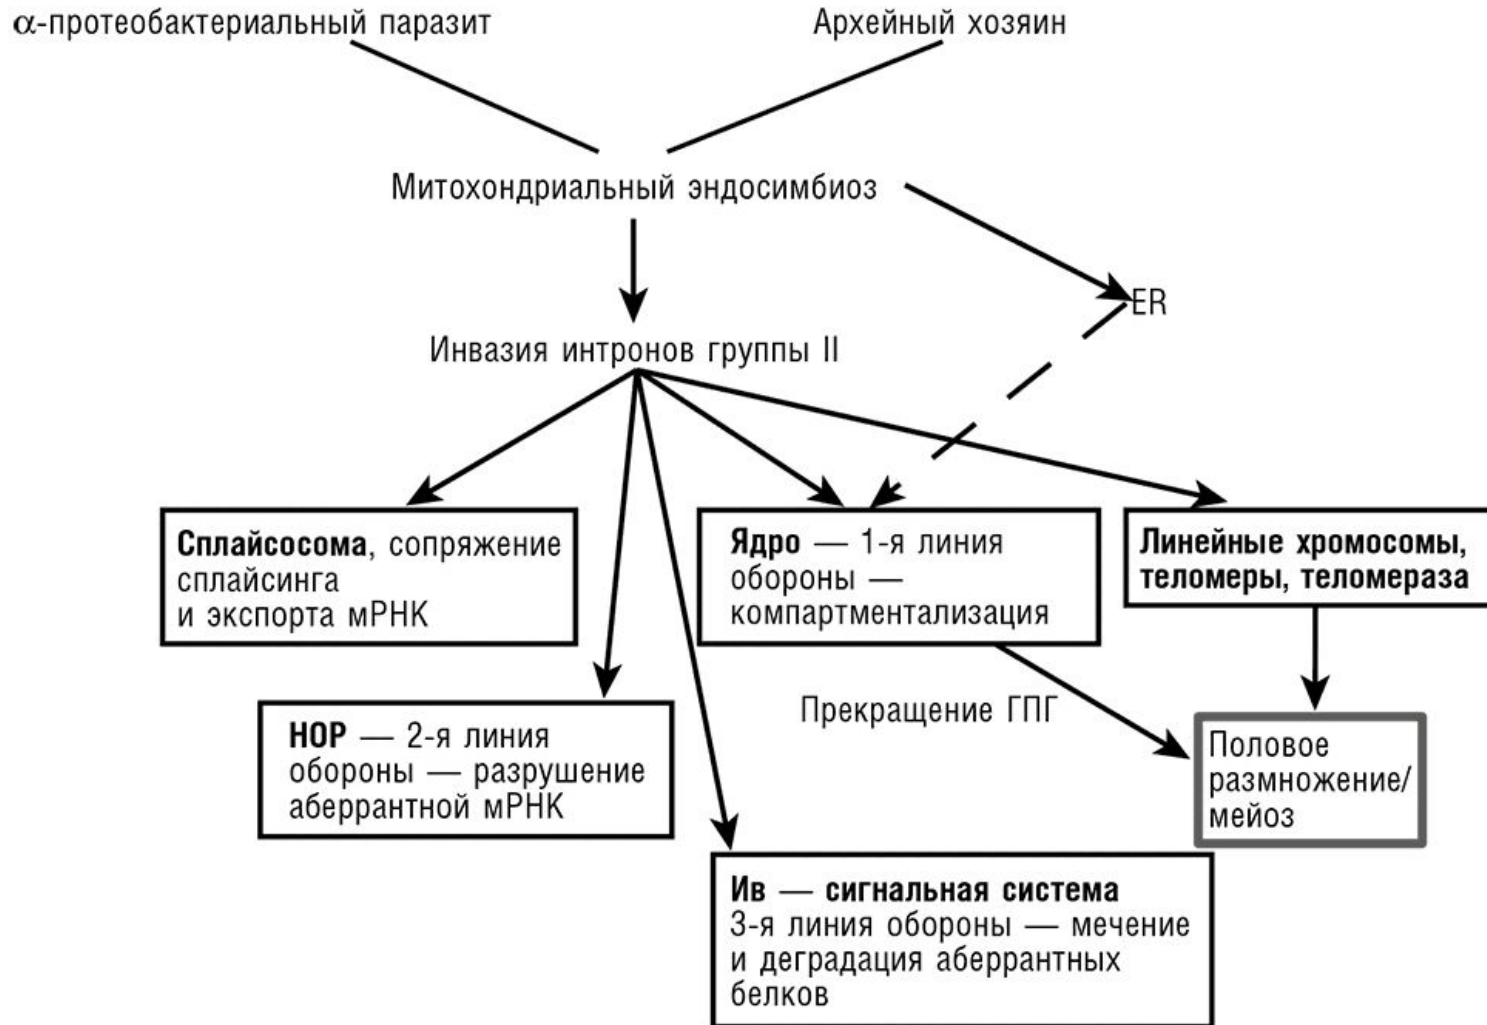 α-протеобактериальный паразит
Архейный хозяин
Митохондриальный эндосимбиоз
ER
Инвазия интронов группы II
Сплайсосома, сопряжение
сплайсинга
и экспорта мРНК
Ядро — 1-я линия
обороны —
компартментализация
Линейные хромосомы,
теломеры, теломераза
НОР — 2-я линия
обороны — разрушение
аберрантной мРНК
Прекращение ГПГ
Половое
размножение/
мейоз
Ив — сигнальная система
3-я линия обороны — мечение
и деградация аберрантных
белков